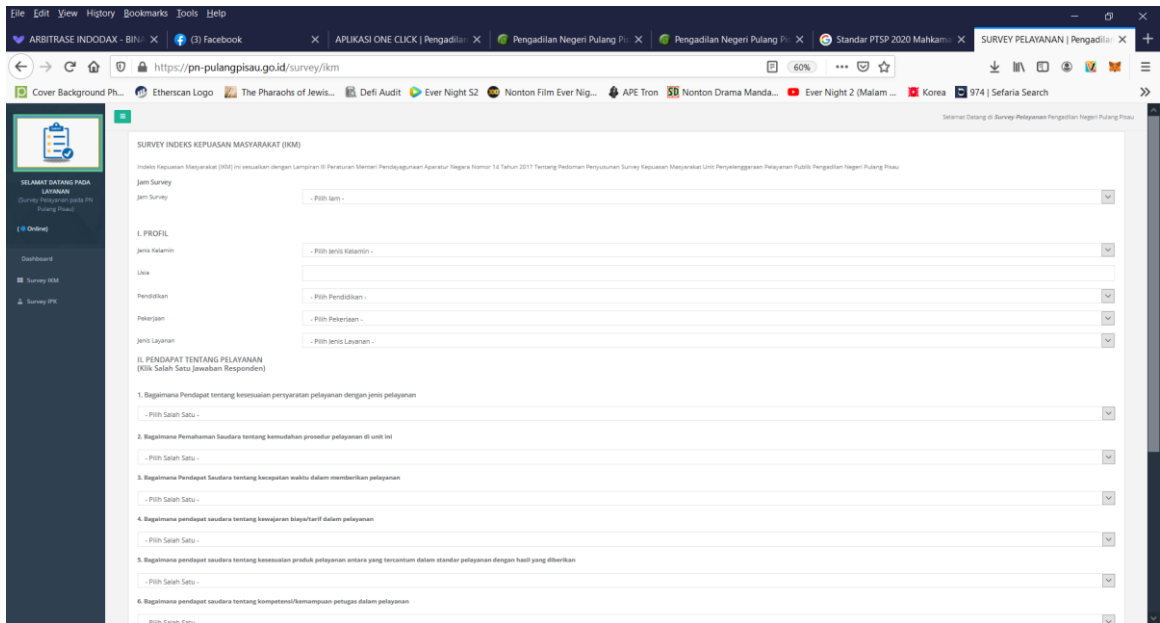 File Edit View History Bookmarks Tools Help
ARBITRASE INDODAX - BINA
(3) Facebook
APLIKASI ONE CLICK | Pengadilan
Pengadilan Negeri Pulang Pis
Pengadilan Negeri Pulang Pis
Standar PTSP 2020 Mahkama
SURVEY PELAYANAN | Pengadilan
https://pn-pulangpisau.go.id/survey/ikm
60%
Cover Background Ph...
Etherscan Logo
The Pharaohs of Jewis...
Defi Audit
Ever Night S2
Nonton Film Ever Nig...
APE Tron
Nonton Drama Manda...
Ever Night 2 (Malam ...
Korea
974 | Sefaria Search
Selamat Datang di Survey Pelayanan Pengadilan Negeri Pulang Pisau
SELAMAT DATANG PADA
LAYANAN
(Survey Pelayanan pada PN
Pulang Pisau)
( Online)
Dashboard
Survey IKM
Survey IPK
SURVEY INDEKS KEPUASAN MASYARAKAT (IKM)
Indeks Kepuasan Masyarakat (IKM) ini sesuaikan dengan Lampiran III Peraturan Menteri Pendayagunaan Aparatur Negara Nomor 14 Tahun 2017 Tentang Pedoman Penyusunan Survey Kepuasan Masyarakat Unit Penyelenggaraan Pelayanan Publik Pengadilan Negeri Pulang Pisau
Jam Survey
Jam Survey
- Pilih Jam -
I. PROFIL
Jenis Kelamin
- Pilih Jenis Kelamin -
Usia
Pendidikan
- Pilih Pendidikan -
Pekerjaan
- Pilih Pekerjaan -
Jenis Layanan
- Pilih Jenis Layanan -
II. PENDAPAT TENTANG PELAYANAN
(Klik Salah Satu Jawaban Responden)
1. Bagaimana Pendapat tentang kesesuaian persyaratan pelayanan dengan jenis pelayanan
- Pilih Salah Satu -
2. Bagaimana Pemahaman Saudara tentang kemudahan prosedur pelayanan di unit ini
- Pilih Salah Satu -
3. Bagaimana Pendapat Saudara tentang kecepatan waktu dalam memberikan pelayanan
- Pilih Salah Satu -
4. Bagaimana pendapat saudara tentang kewajaran biaya/tarif dalam pelayanan
- Pilih Salah Satu -
5. Bagaimana pendapat saudara tentang kesesuaian produk pelayanan antara yang tercantum dalam standar pelayanan dengan hasil yang diberikan
- Pilih Salah Satu -
6. Bagaimana pendapat saudara tentang kompetensi/kemampuan petugas dalam pelayanan
- Pilih Salah Satu -